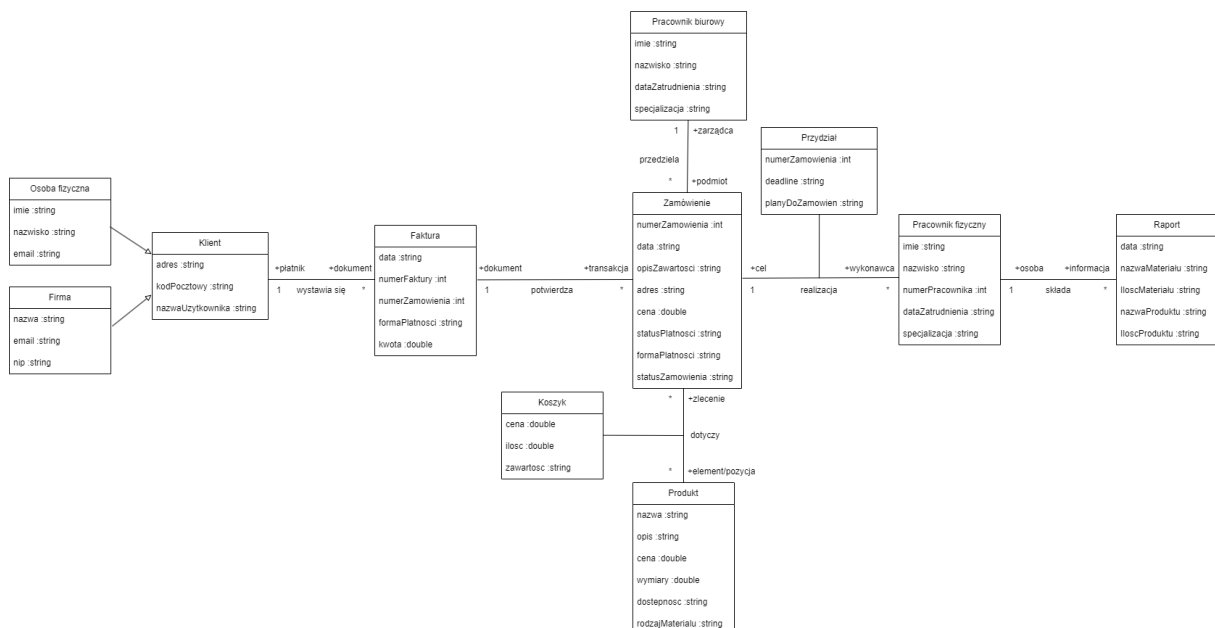 Pracownik biurowy
imie :string
nazwisko :string
dataZatrudnienia :string
specjalizacja :string
1
+zarządca
przedziela
*
+podmiot
Przydział
numerZamowienia :int
deadline :string
planyDoZamowien :string
Osoba fizyczna
imie :string
nazwisko :string
email :string
Firma
nazwa :string
email :string
nip :string
Klient
adres :string
kodPocztowy :string
nazwaUzytkownika :string
+płatnik
+dokument
1
wystawia się
*
Faktura
data :string
numerFaktury :int
numerZamowienia :int
formaPlatnosci :string
kwota :double
+dokument
+transakcja
1
potwierdza
*
Zamówienie
numerZamowienia :int
data :string
opisZawartosci :string
adres :string
cena :double
statusPlatnosci :string
formaPlatnosci :string
statusZamowienia :string
+cel
+wykonawca
1
realizacja
*
Pracownik fizyczny
imie :string
nazwisko :string
numerPracownika :int
dataZatrudnienia :string
specjalizacja :string
+osoba
+informacja
1
składa
*
Raport
data :string
nazwaMateriału :string
IloscMateriału :string
nazwaProduktu :string
IloscProduktu :string
Koszyk
cena :double
ilosc :double
zawartosc :string
*
+zlecenie
dotyczy
*
+element/pozycja
Produkt
nazwa :string
opis :string
cena :double
wymiary :double
dostepnosc :string
rodzajMaterialu :string